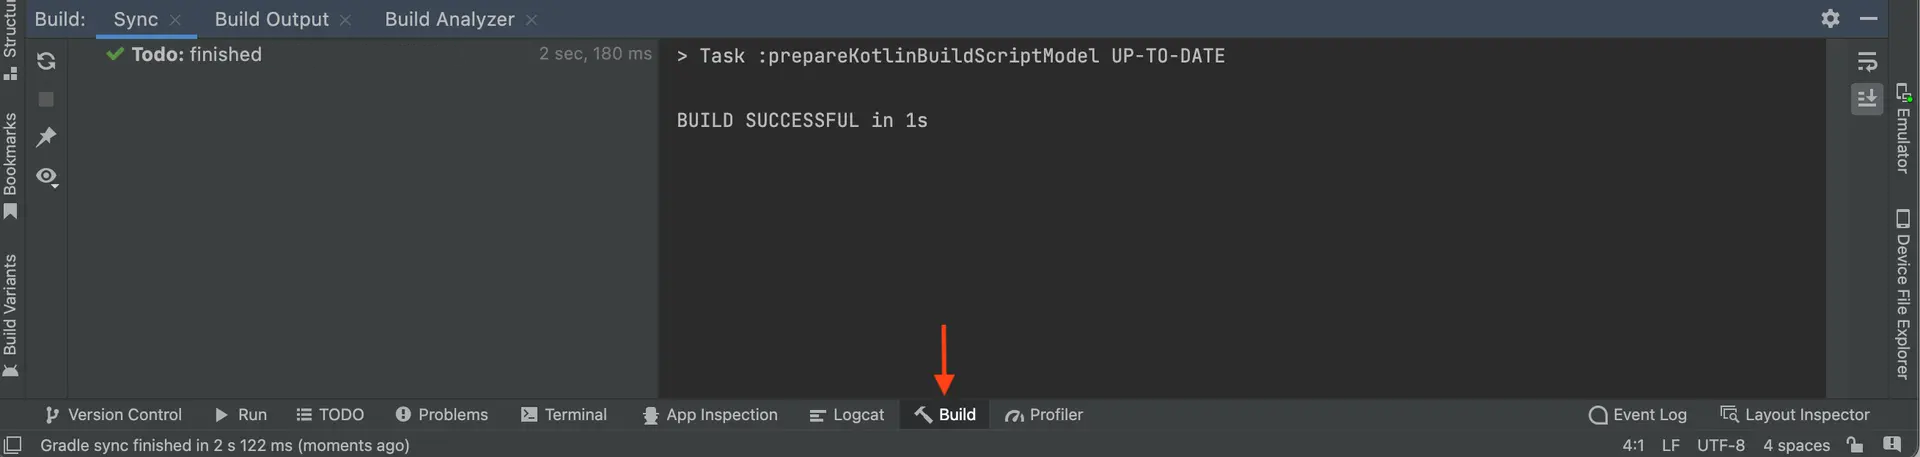 Build: Sync Build Output Build Analyzer
Todo: finished 2 sec, 180 ms
> Task :prepareKotlinBuildScriptModel UP-TO-DATE
BUILD SUCCESSFUL in 1s
Bookmarks
Build Variants
Emulator
Device File Explorer
Version Control Run TODO Problems Terminal App Inspection Logcat Build Profiler Event Log Layout Inspector
Gradle sync finished in 2 s 122 ms (moments ago) 4:1 LF UTF-8 4 spaces